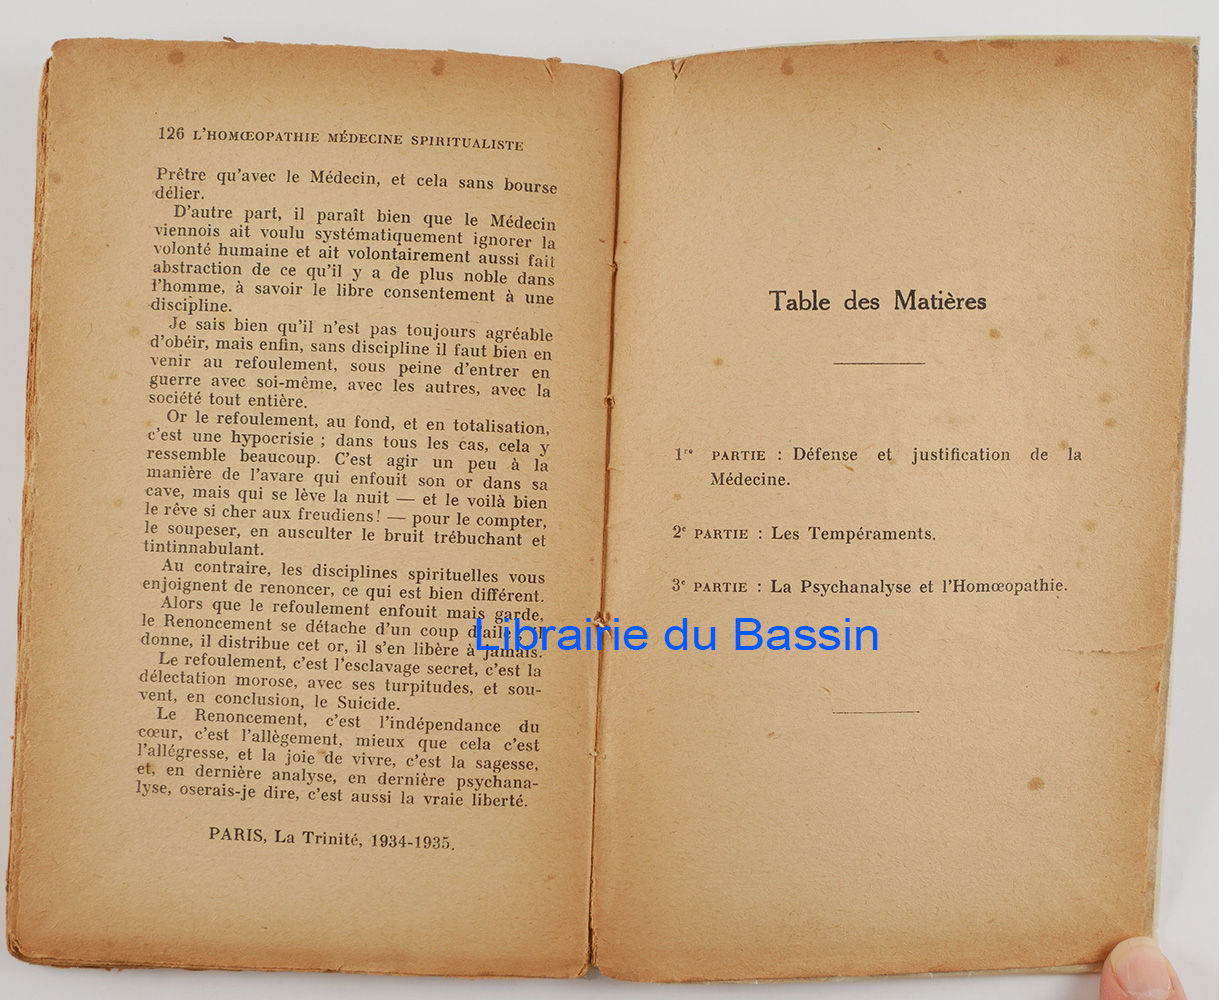 126 L'HOMŒOPATHIE MÉDECINE SPIRITUALISTE
Prêtre qu'avec le Médecin, et cela sans bourse
délier.
D'autre part, il paraît bien que le Médecin
viennois ait voulu systématiquement ignorer la
volonté humaine et ait volontairement aussi fait
abstraction de ce qu'il y a de plus noble dans
l'homme, à savoir le libre consentement à une
discipline.
Je sais bien qu'il n'est pas toujours agréable
d'obéir, mais enfin, sans discipline il faut bien en
venir au refoulement, sous peine d'entrer en
guerre avec soi-même, avec les autres, avec la
société tout entière.
Or le refoulement, au fond, et en totalisation,
c'est une hypocrisie ; dans tous les cas, cela y
ressemble beaucoup. C'est agir un peu à la
manière de l'avare qui enfouit son or dans sa
cave, mais qui se lève la nuit — et le voilà bien
le rêve si cher aux freudiens! — pour le compter,
le soupeser, en ausculter le bruit trébuchant et
tintinnabulant.
Au contraire, les disciplines spirituelles vous
enjoignent de renoncer, ce qui est bien différent.
Alors que le refoulement enfouit mais garde,
le Renoncement se détache d'un coup d'aile ; il
donne, il distribue cet or, il s'en libère à jamais.
Le refoulement, c'est l'esclavage secret, c'est la
délectation morose, avec ses turpitudes, et sou-
vent, en conclusion, le Suicide.
Le Renoncement, c'est l'indépendance du
cœur, c'est l'allègement, mieux que cela c'est
l'allégresse, et la joie de vivre, c'est la sagesse,
et, en dernière analyse, en dernière psychana-
lyse, oserais-je dire, c'est aussi la vraie liberté.
PARIS, La Trinité, 1934-1935.
Table des Matières
1re PARTIE : Défense et justification de la
Médecine.
2e PARTIE : Les Tempéraments.
3e PARTIE : La Psychanalyse et l'Homœopathie.
Librairie du Bassin